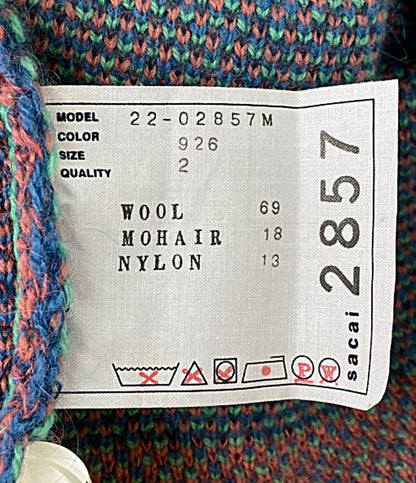 MODEL 22-02857M
COLOR 926
SIZE 2
QUALITY
WOOL 69
MOHAIR 18
NYLON 13
P W
sacai 2857